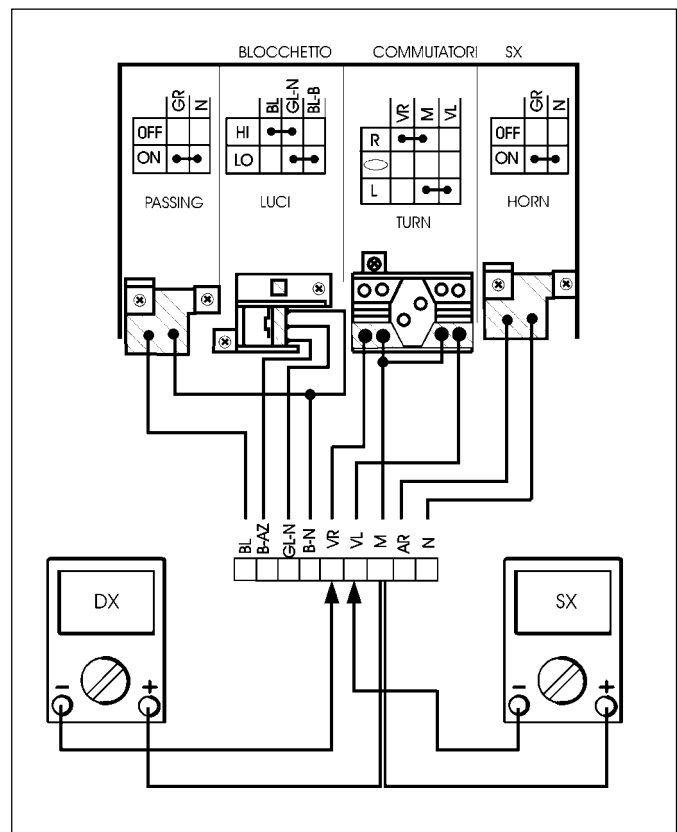 BLOCCHETTO COMMUTATORI SX
GR N
OFF
ON
PASSING
BL GL-N BL-B
HI
LO
LUCI
VR M VL
R
L
TURN
GR N
OFF
ON
HORN
BL B-AZ GL-N B-N VR VL M AR N
DX
- +
SX
- +